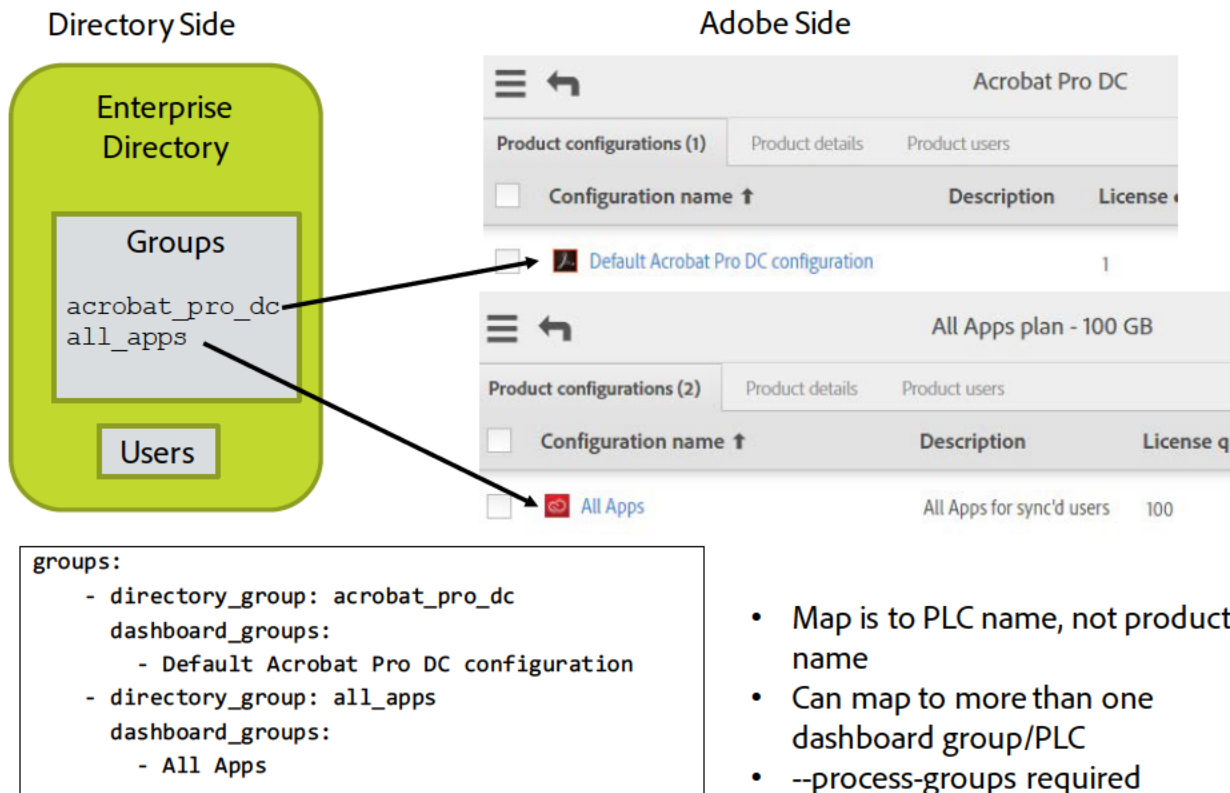 Directory Side
Adobe Side
Enterprise
Directory
Groups
acrobat_pro_dc
all_apps
Users
Acrobat Pro DC
Product configurations (1) Product details Product users
Configuration name ↑ Description License
Default Acrobat Pro DC configuration 1
All Apps plan - 100 GB
Product configurations (2) Product details Product users
Configuration name ↑ Description License q
All Apps All Apps for sync'd users 100
groups:
    - directory_group: acrobat_pro_dc
      dashboard_groups:
        - Default Acrobat Pro DC configuration
    - directory_group: all_apps
      dashboard_groups:
        - All Apps
• Map is to PLC name, not product
name
• Can map to more than one
dashboard group/PLC
• --process-groups required